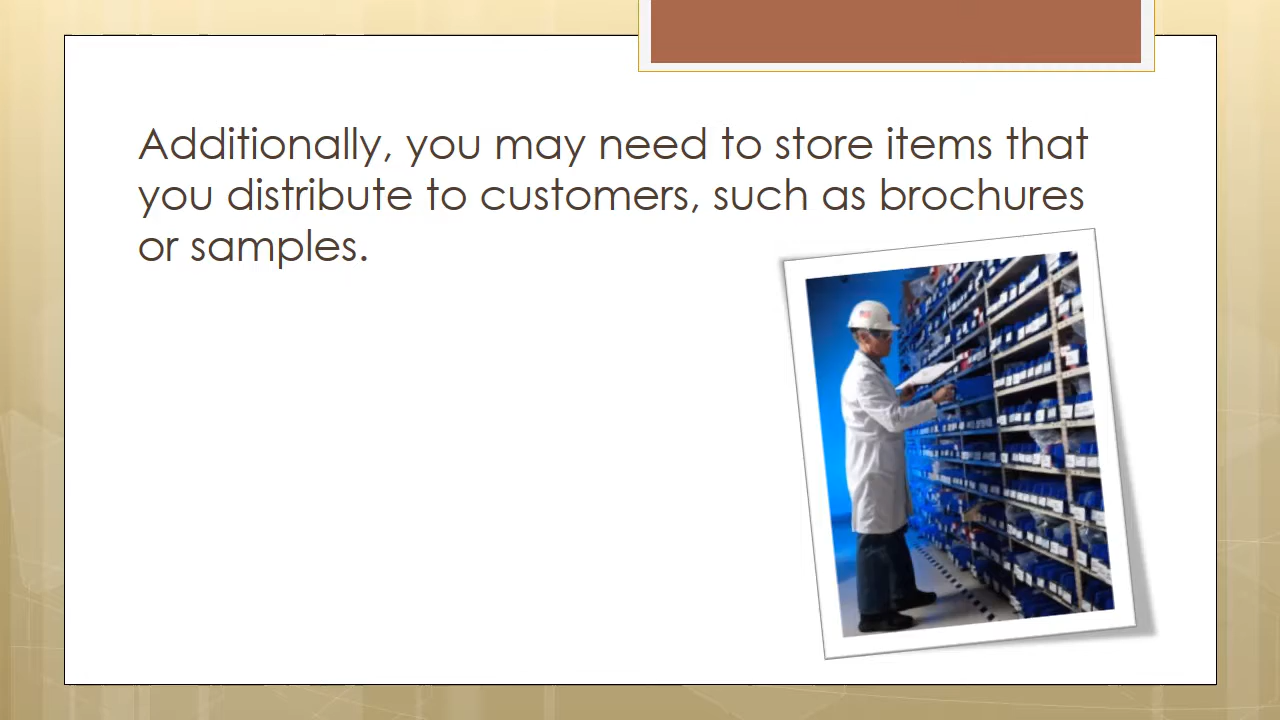 Additionally, you may need to store items that
you distribute to customers, such as brochures
or samples.